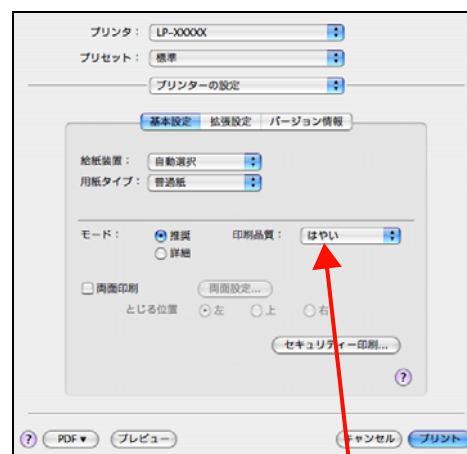 プリンタ： LP-XXXXX
プリセット： 標準
プリンターの設定
基本設定 拡張設定 バージョン情報
給紙装置： 自動選択
用紙タイプ： 普通紙
モード： 推奨 印刷品質： はやい
詳細
両面印刷 両面設定...
とじる位置 左 上 右
セキュリティー印刷...
?
? PDF▼ プレビュー キャンセル プリント